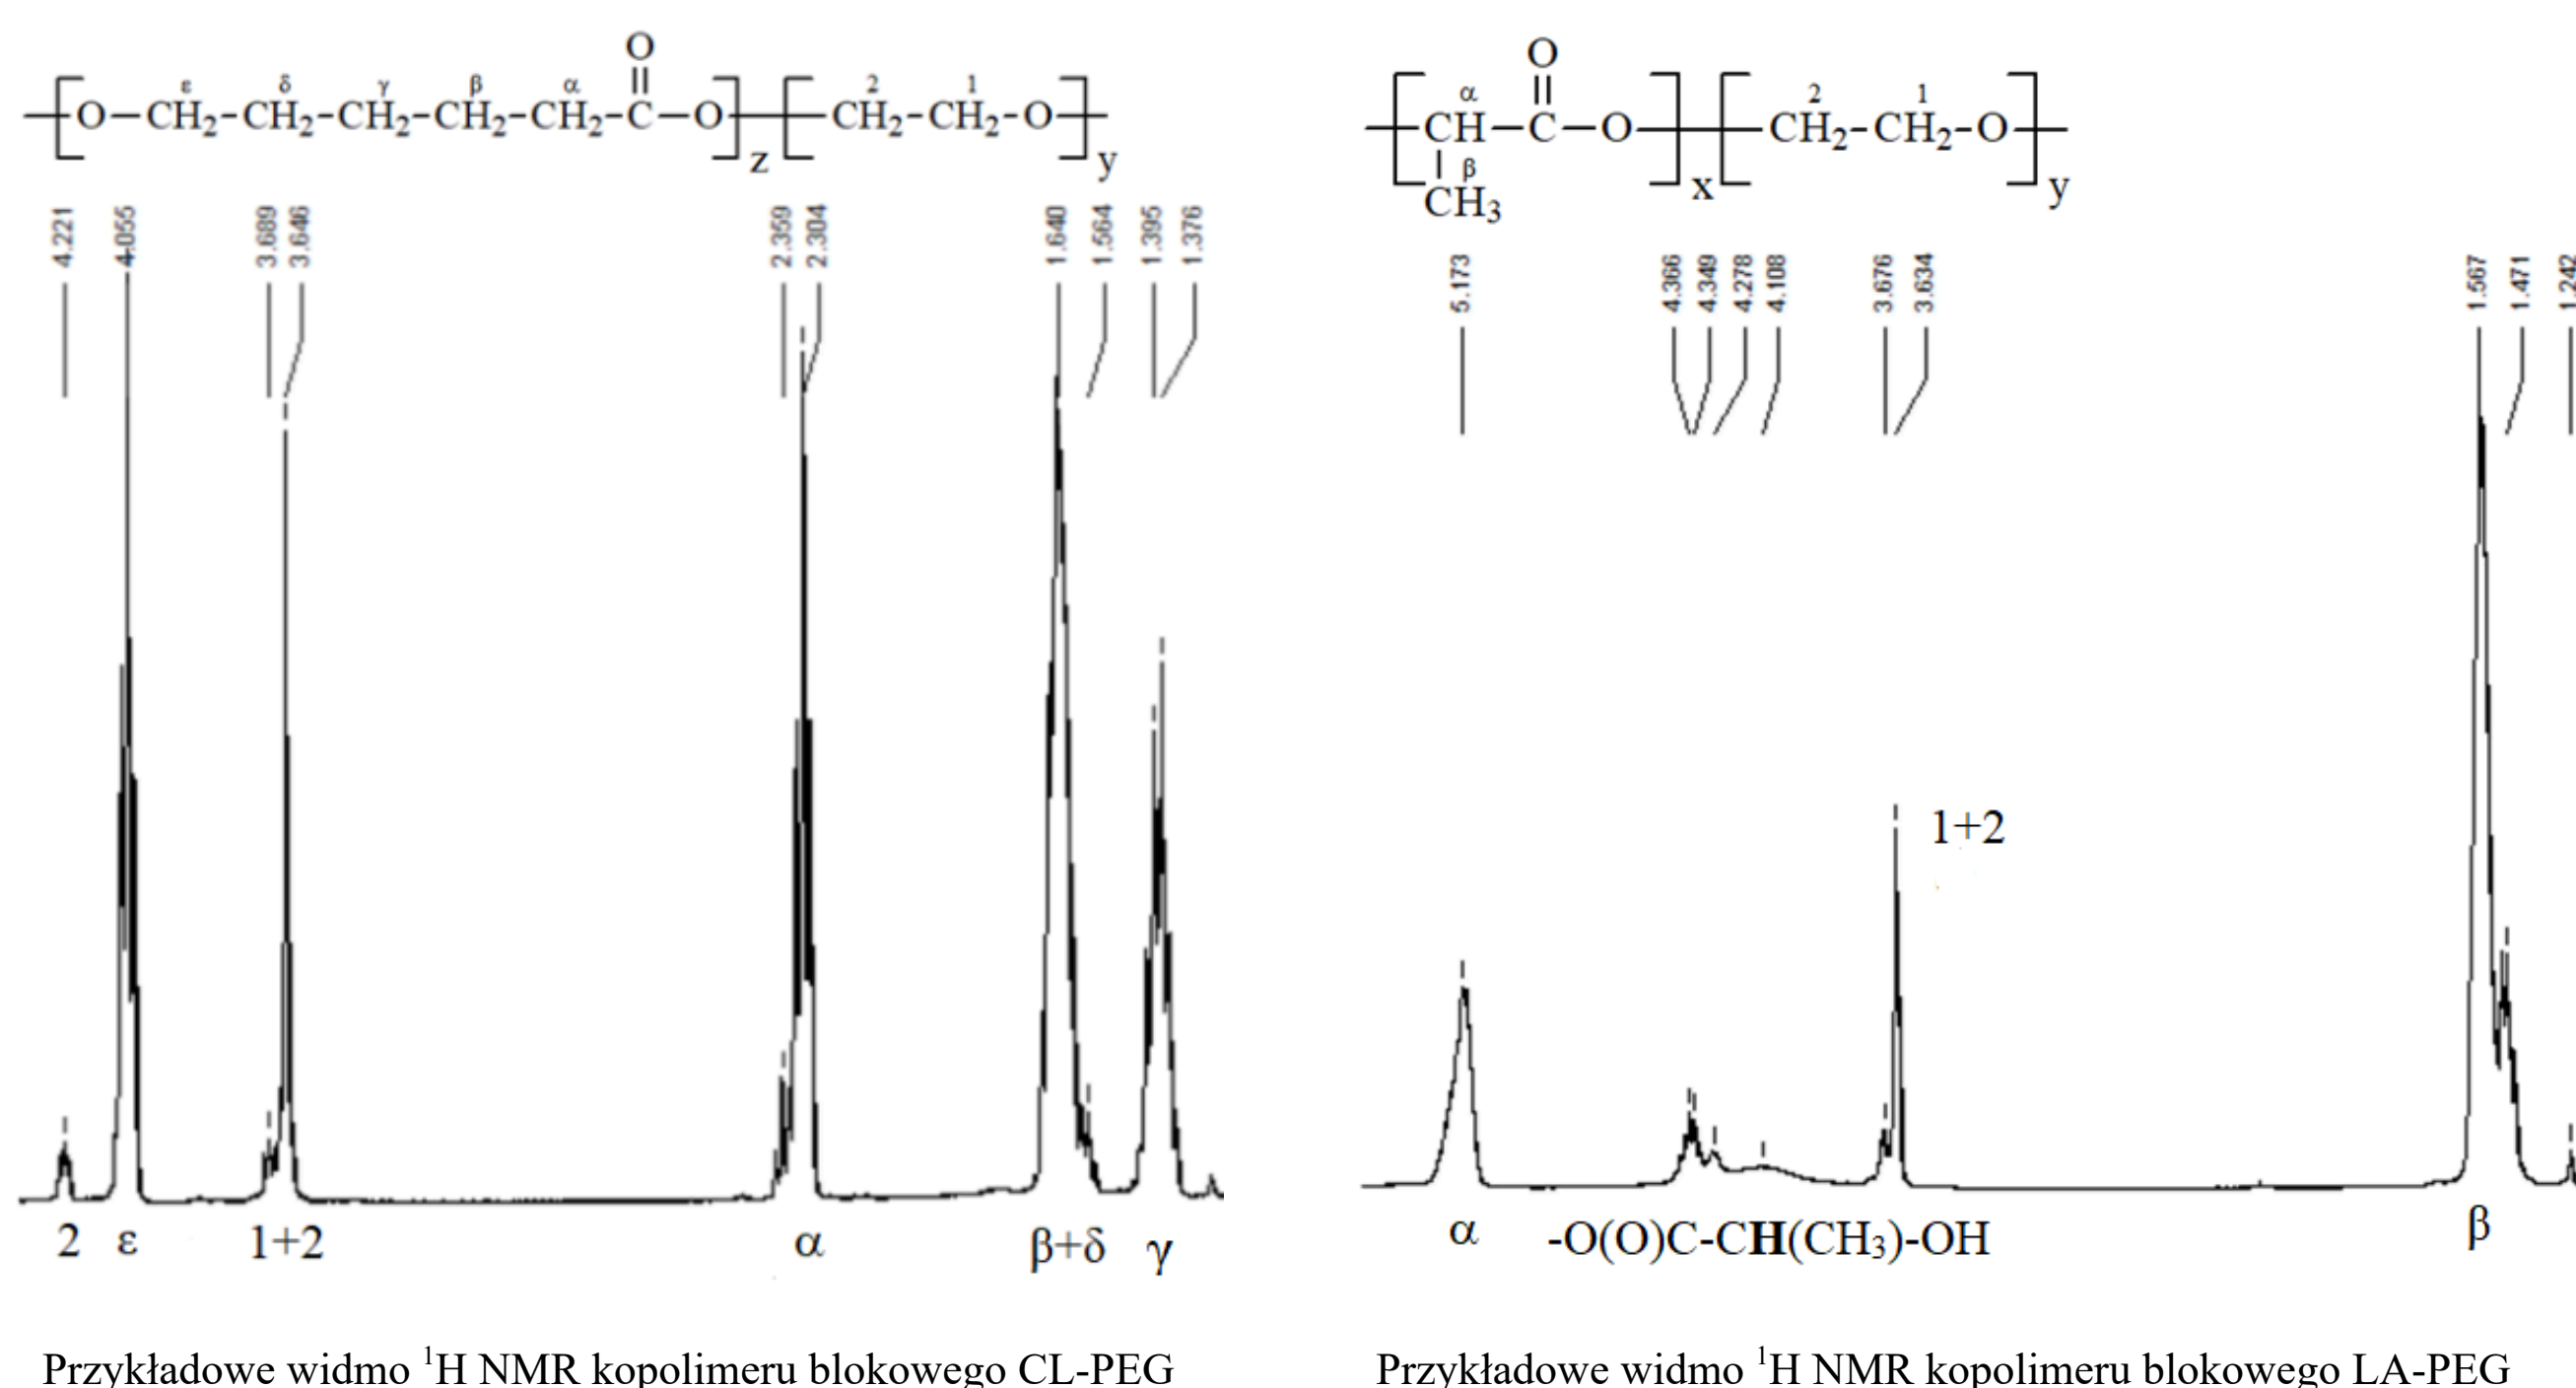 O
ε δ γ β α 2 1
[O-CH2-CH2-CH2-CH2-CH2-C-O]z[CH2-CH2-O]y
4.221 4.055 3.689 3.646 2.359 2.304 1.640 1.564 1.395 1.376
2 ε 1+2 α β+δ γ
Przykładowe widmo 1H NMR kopolimeru blokowego CL-PEG
O
α 2 1
[CH-C-O]x[CH2-CH2-O]y
β
CH3
5.173 4.366 4.349 4.278 4.108 3.676 3.634 1.567 1.471 1.242
1+2
α -O(O)C-CH(CH3)-OH β
Przykładowe widmo 1H NMR kopolimeru blokowego LA-PEG